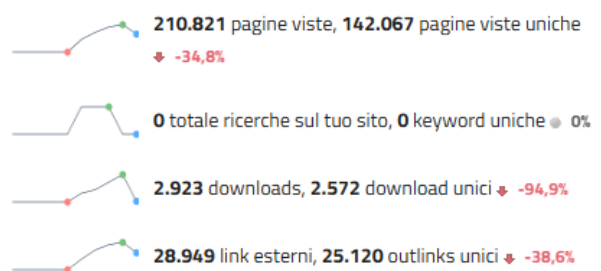 210.821 pagine viste, 142.067 pagine viste uniche
-34,8%
0 totale ricerche sul tuo sito, 0 keyword uniche 0%
2.923 downloads, 2.572 download unici -94,9%
28.949 link esterni, 25.120 outlinks unici -38,6%